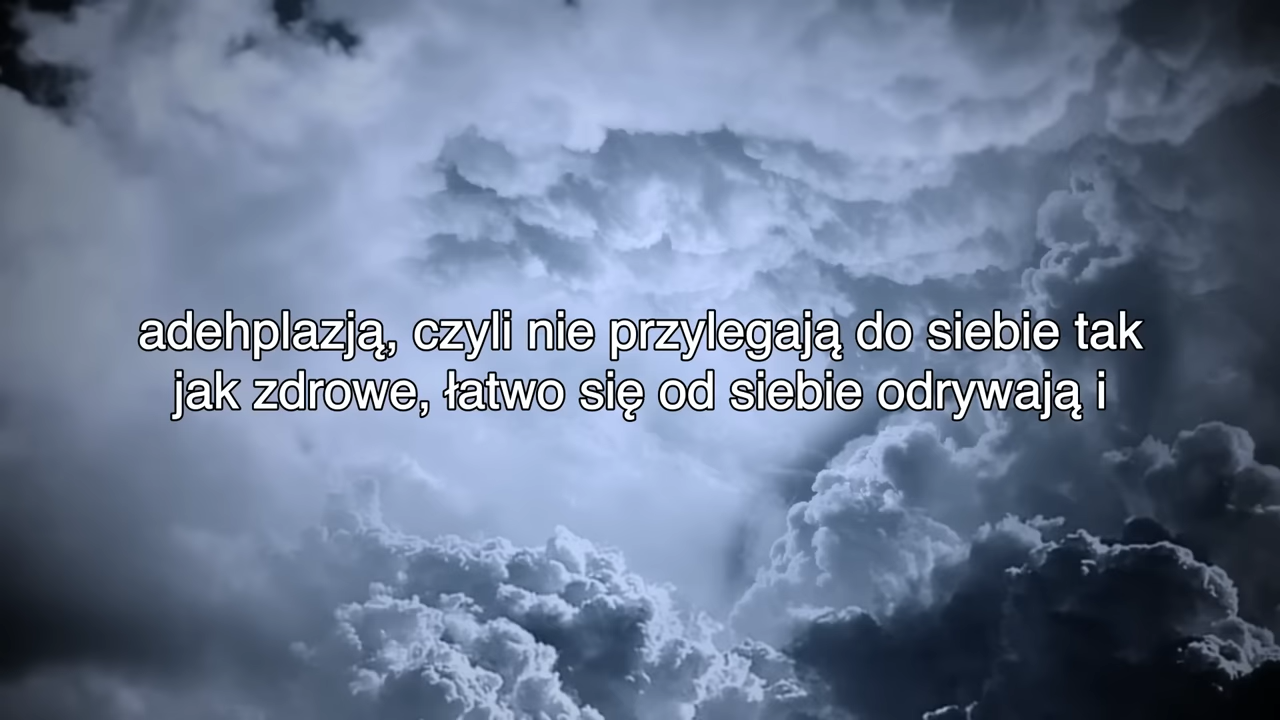 adehplazją, czyli nie przylegają do siebie tak
jak zdrowe, łatwo się od siebie odrywają i